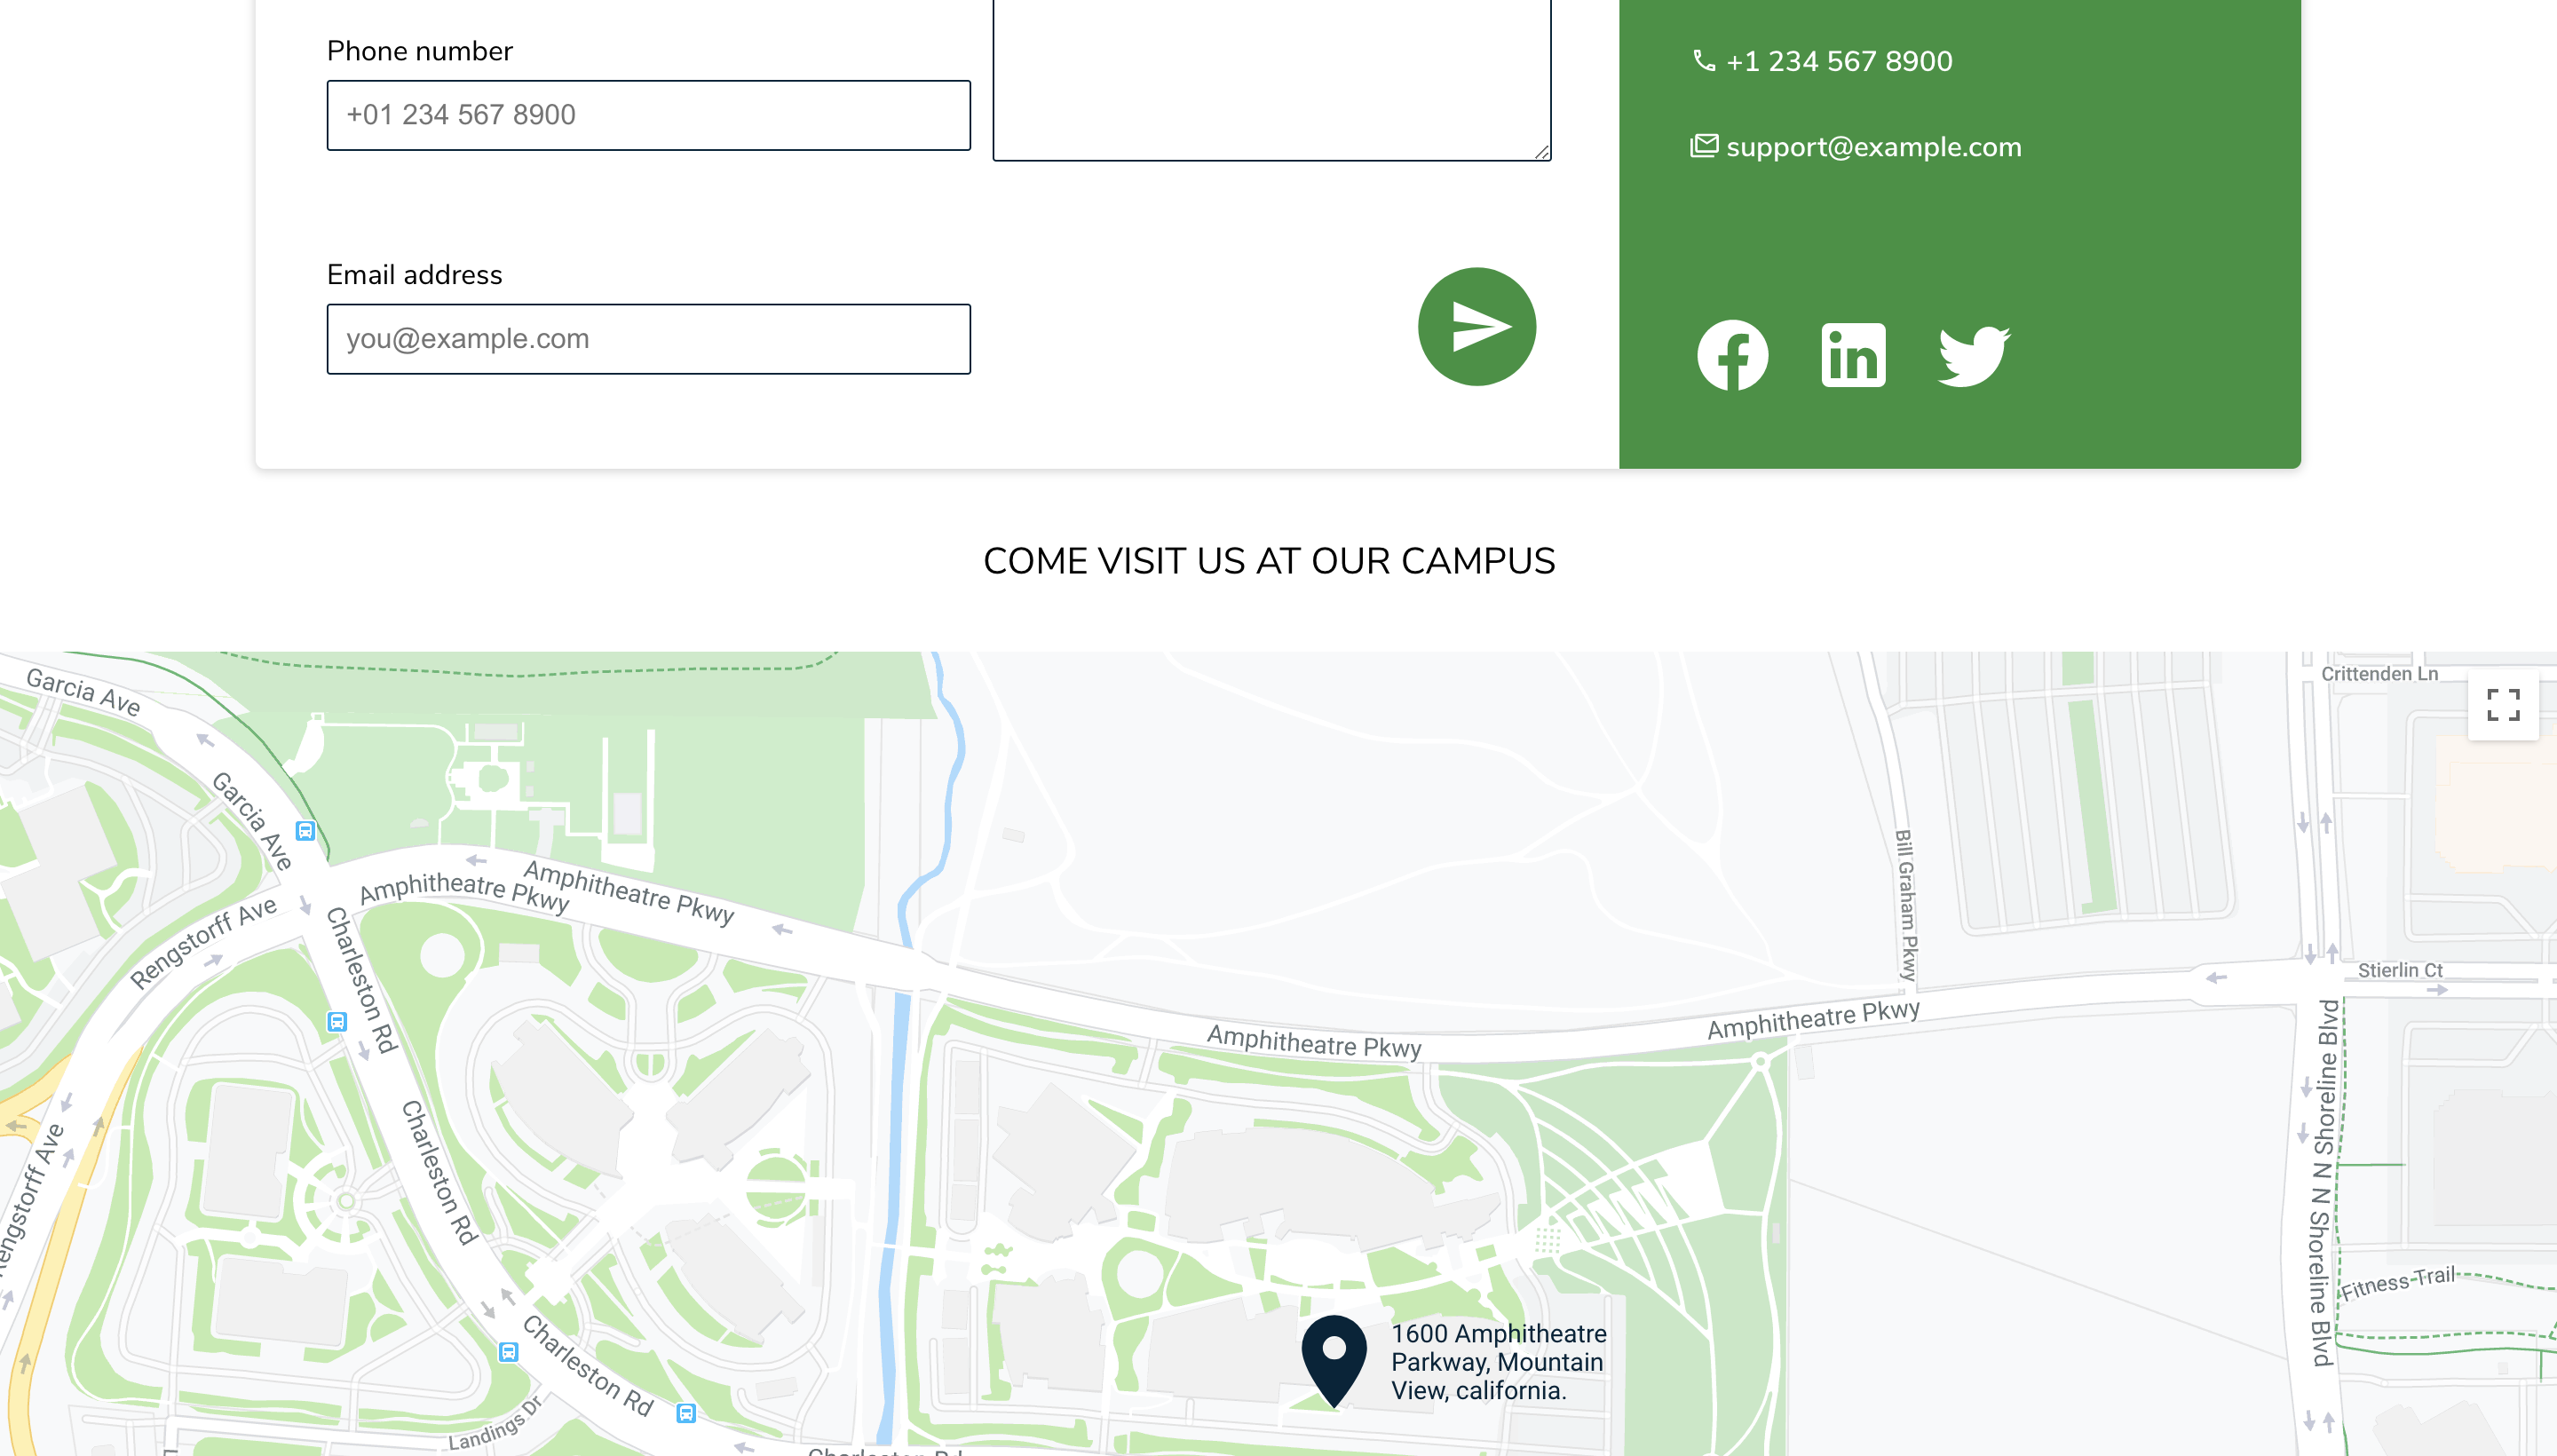 Phone number
+01 234 567 8900
Email address
you@example.com
+1 234 567 8900
support@example.com
COME VISIT US AT OUR CAMPUS
Garcia Ave
Crittenden Ln
Garcia Ave
Amphitheatre Pkwy
Amphitheatre Pkwy
Bill Graham Pkwy
Rengstorff Ave
Charleston Rd
Stierlin Ct
Amphitheatre Pkwy
Amphitheatre Pkwy
N Shoreline Blvd
Charleston Rd
Rengstorff Ave
N Shoreline Blvd
Fitness Trail
1600 Amphitheatre
Parkway, Mountain
View, california.
Charleston Rd
Landings Dr